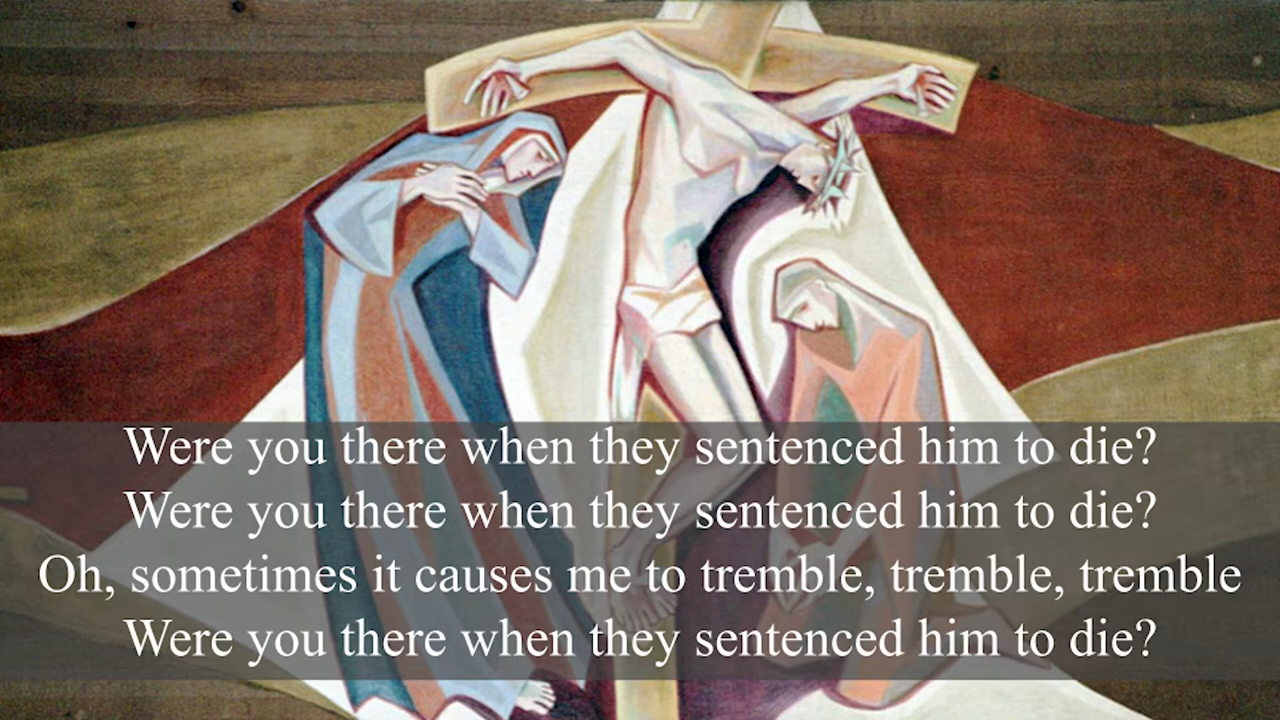 Were you there when they sentenced him to die?
Were you there when they sentenced him to die?
Oh, sometimes it causes me to tremble, tremble, tremble
Were you there when they sentenced him to die?